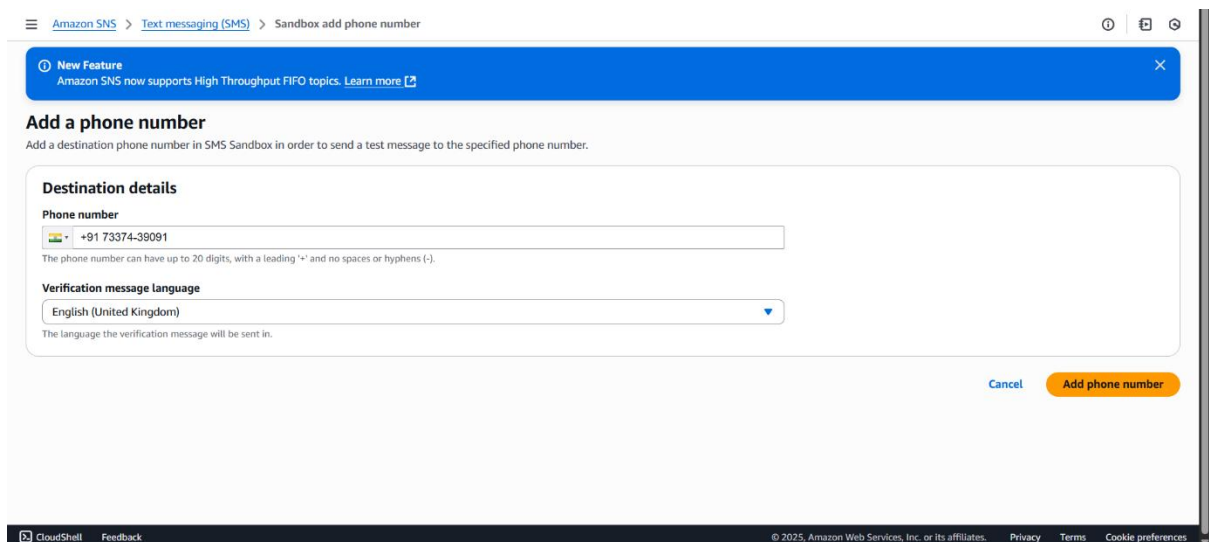 Amazon SNS > Text messaging (SMS) > Sandbox add phone number
New Feature
Amazon SNS now supports High Throughput FIFO topics. Learn more
Add a phone number
Add a destination phone number in SMS Sandbox in order to send a test message to the specified phone number.
Destination details
Phone number
+91 73374-39091
The phone number can have up to 20 digits, with a leading '+' and no spaces or hyphens (-).
Verification message language
English (United Kingdom)
The language the verification message will be sent in.
Cancel Add phone number
CloudShell Feedback © 2025, Amazon Web Services, Inc. or its affiliates. Privacy Terms Cookie preferences